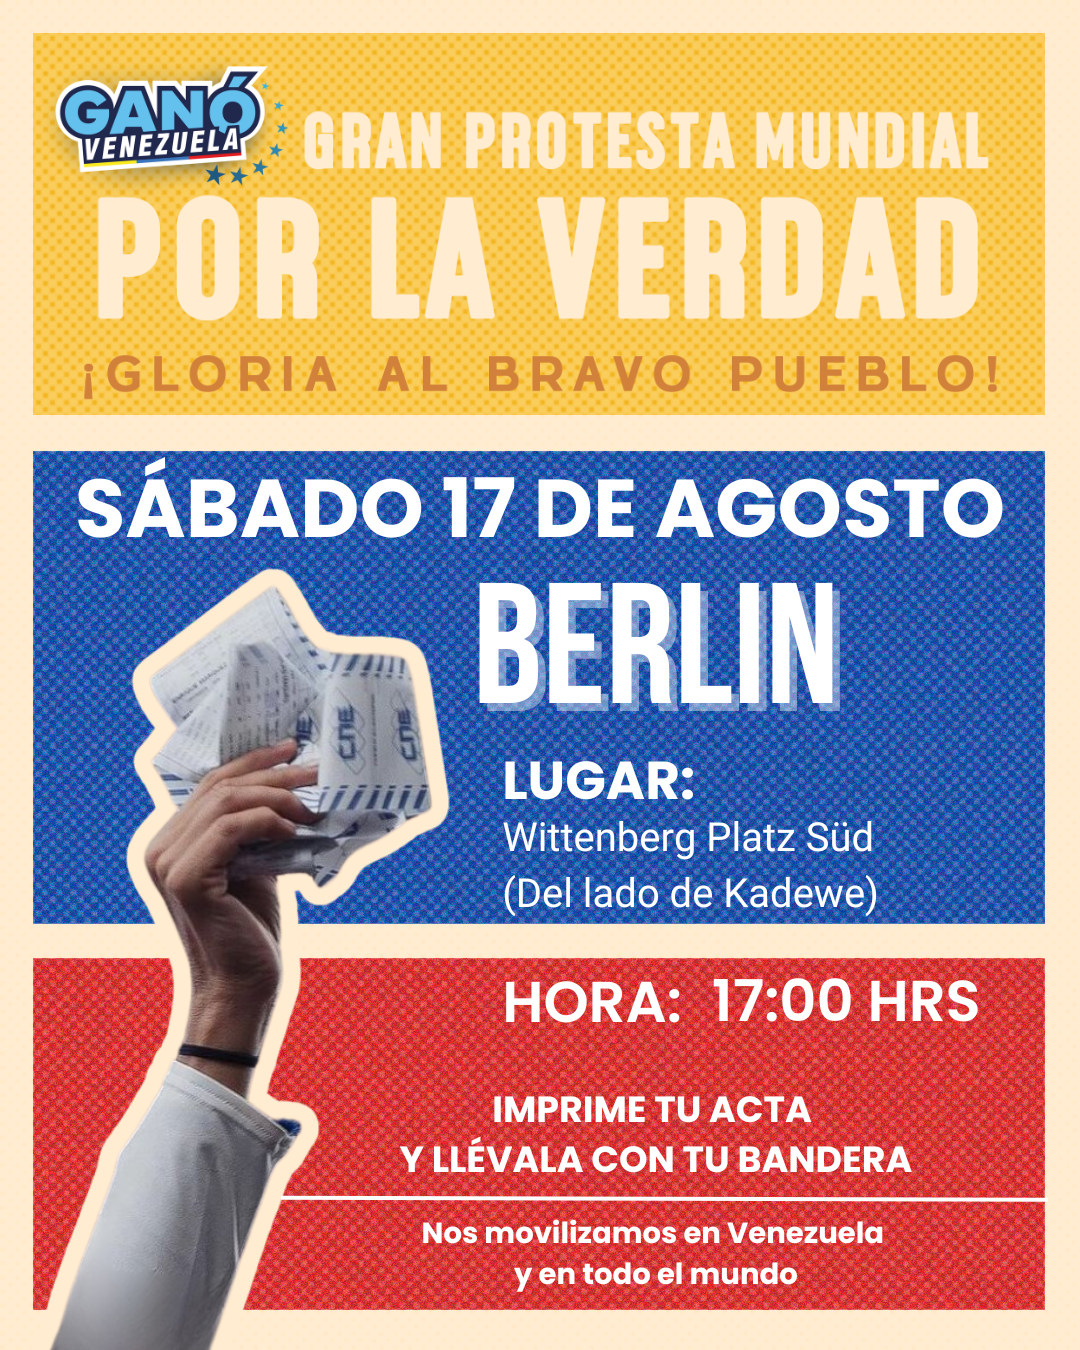 GANÓ
VENEZUELA
GRAN PROTESTA MUNDIAL
POR LA VERDAD
¡GLORIA AL BRAVO PUEBLO!
SÁBADO 17 DE AGOSTO
BERLIN
CNE
CNE
LUGAR:
Wittenberg Platz Süd
(Del lado de Kadewe)
HORA: 17:00 HRS
IMPRIME TU ACTA
Y LLÉVALA CON TU BANDERA
Nos movilizamos en Venezuela
y en todo el mundo